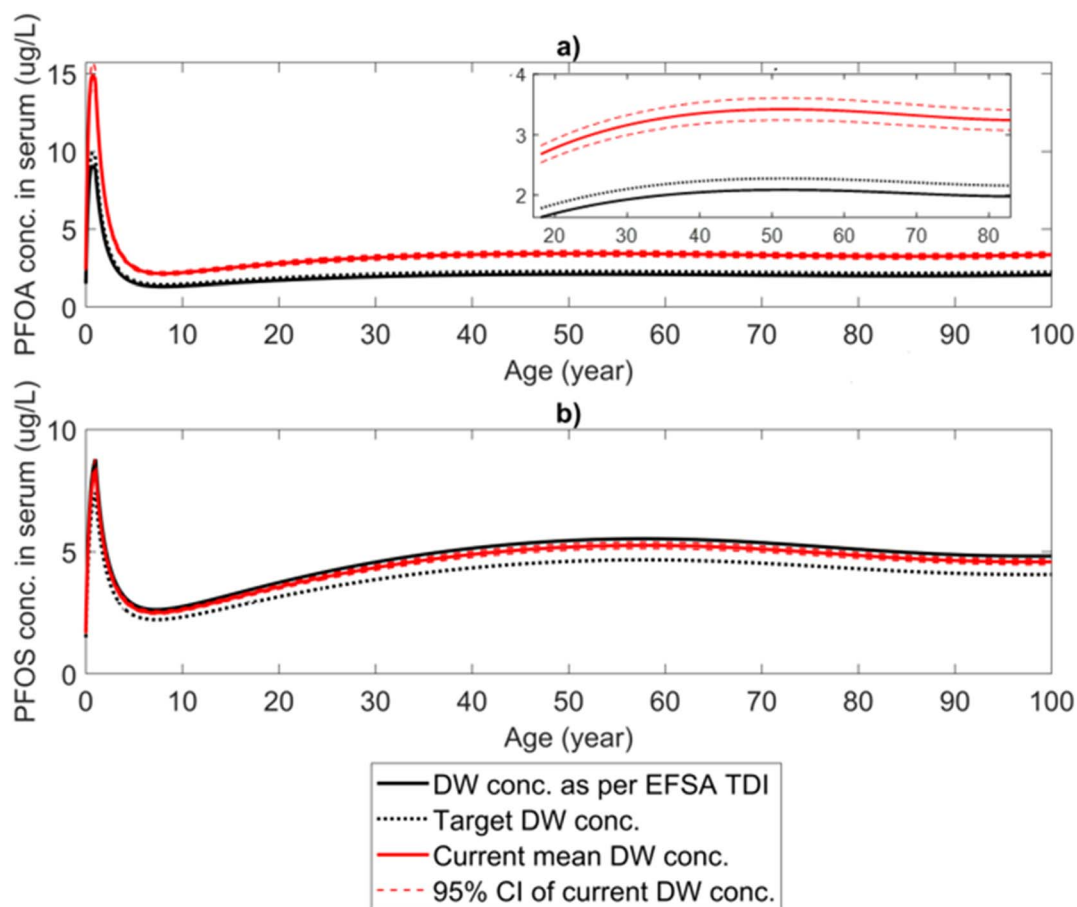 a)
PFOA conc. in serum (ug/L)
15
10
5
0
4
3
2
20 30 40 50 60 70 80
0 10 20 30 40 50 60 70 80 90 100
Age (year)
b)
PFOS conc. in serum (ug/L)
10
5
0
0 10 20 30 40 50 60 70 80 90 100
Age (year)
DW conc. as per EFSA TDI
Target DW conc.
Current mean DW conc.
95% CI of current DW conc.